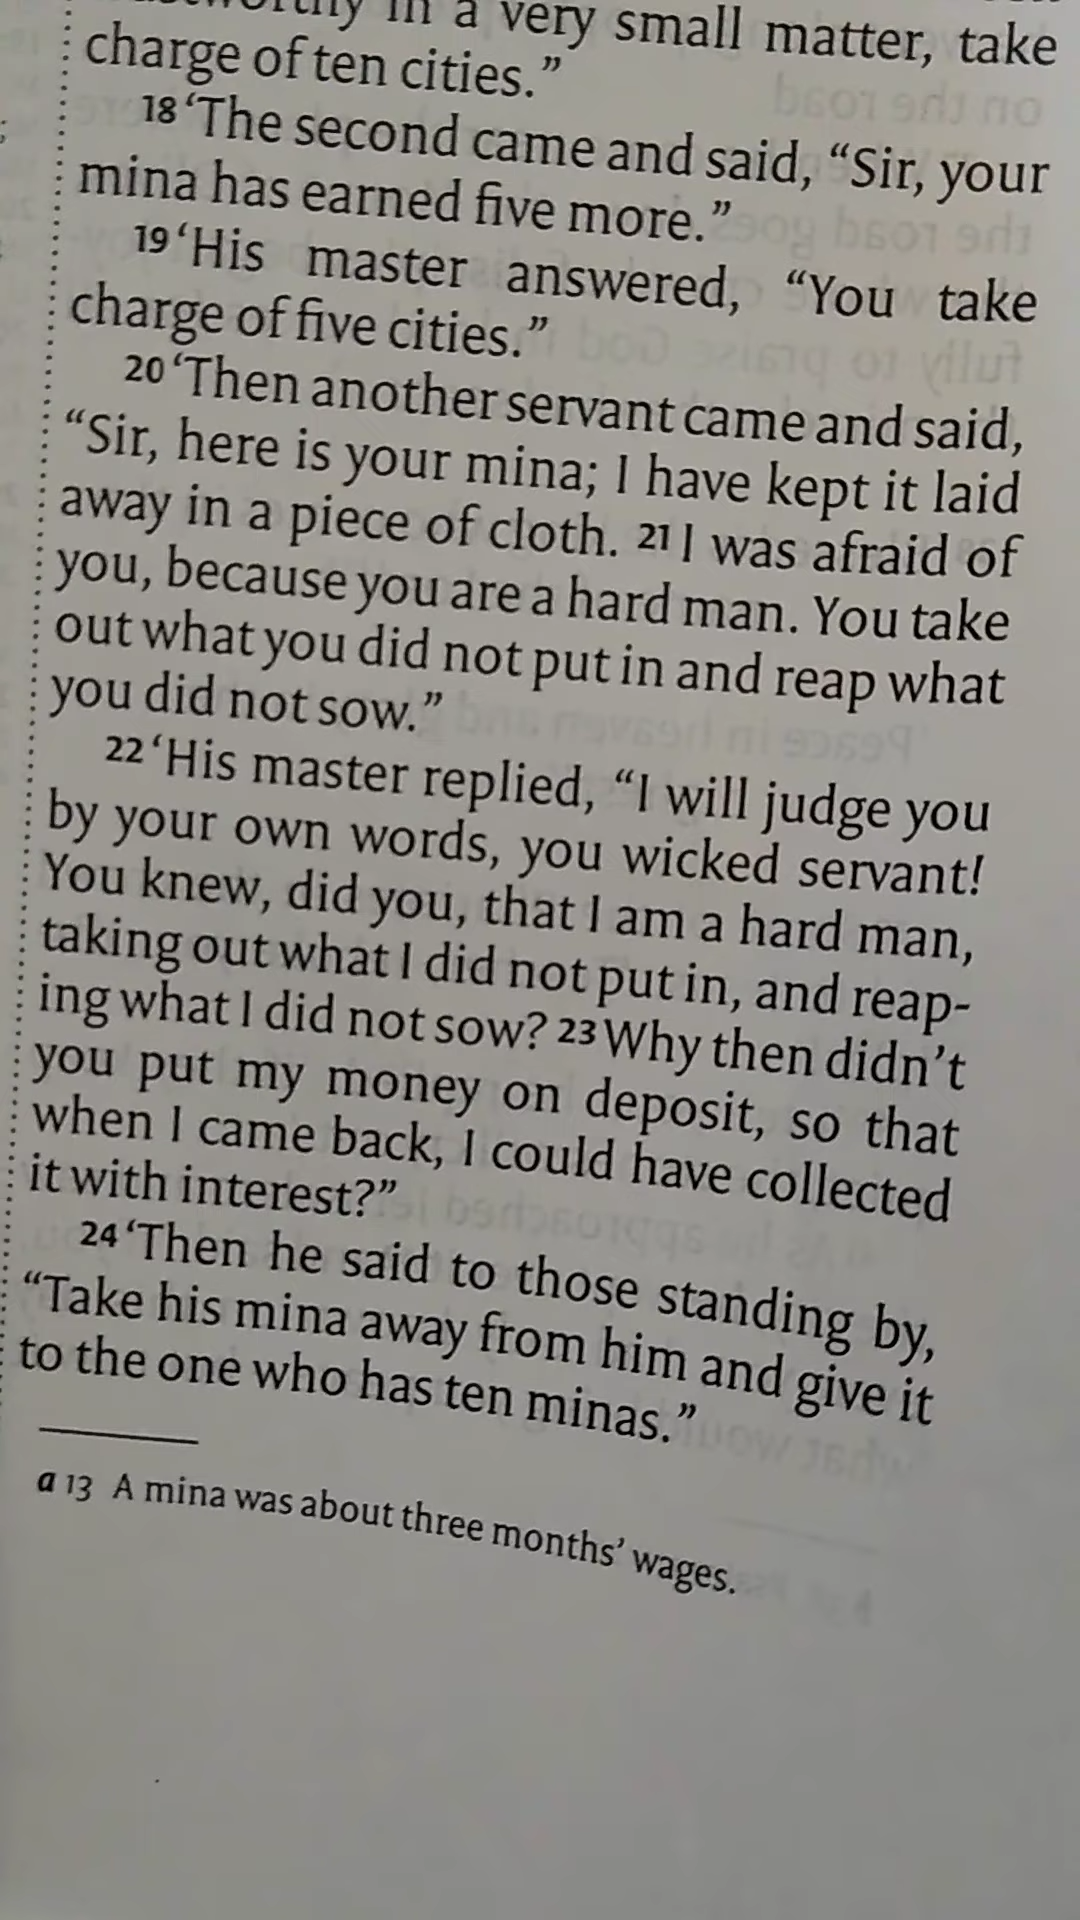 in a very small matter, take
charge of ten cities.”
18 ‘The second came and said, “Sir, your
mina has earned five more.”
19 ‘His master answered, “You take
charge of five cities.”
20 ‘Then another servant came and said,
“Sir, here is your mina; I have kept it laid
away in a piece of cloth. 21 I was afraid of
you, because you are a hard man. You take
out what you did not put in and reap what
you did not sow.”
22 ‘His master replied, “I will judge you
by your own words, you wicked servant!
You knew, did you, that I am a hard man,
taking out what I did not put in, and reap-
ing what I did not sow? 23 Why then didn’t
you put my money on deposit, so that
when I came back, I could have collected
it with interest?”
24 ‘Then he said to those standing by,
“Take his mina away from him and give it
to the one who has ten minas.”
a 13 A mina was about three months’ wages.